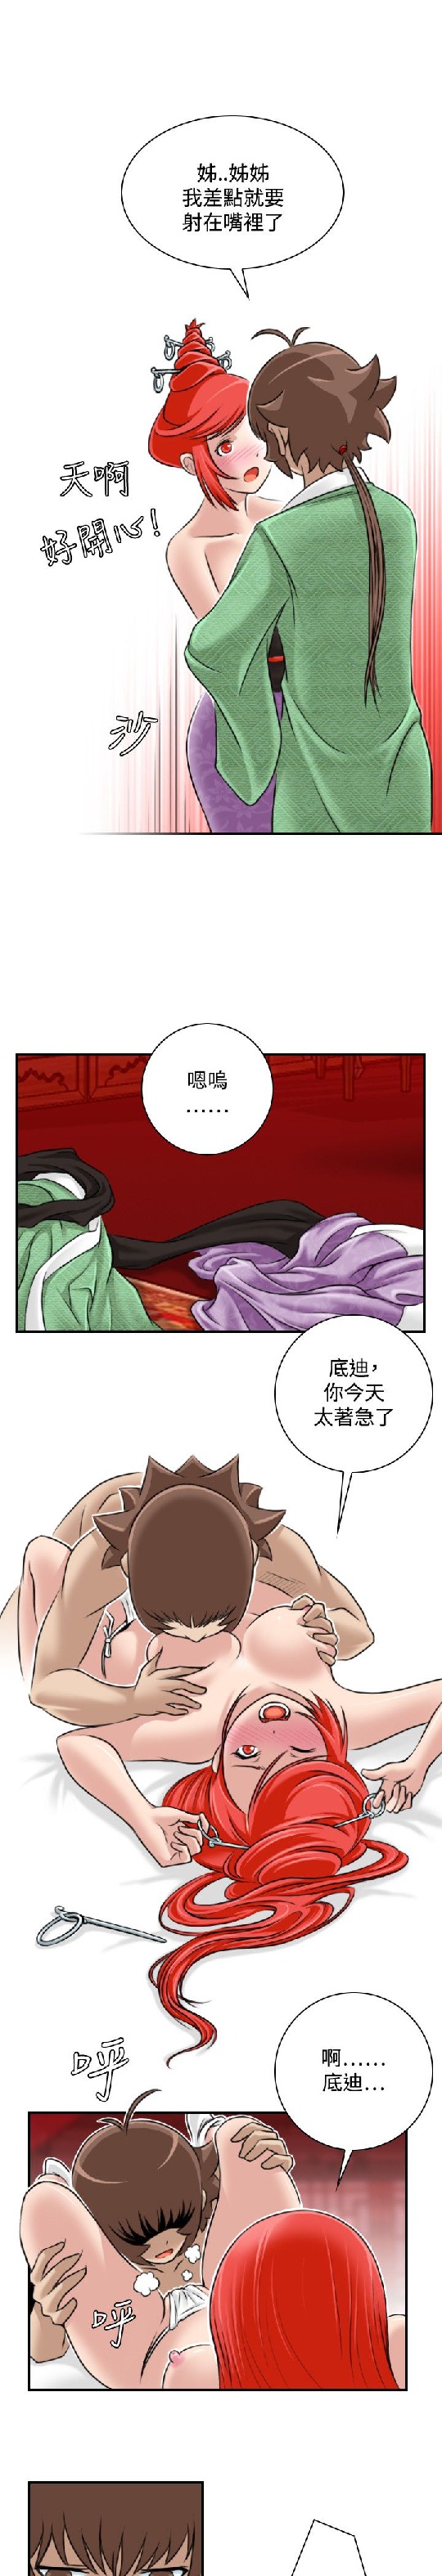 姊..姊姊
我差點就要
射在嘴裡了
天啊
好開心!
沙
嗯嗚
......
底迪,
你今天
太著急了
呼
啊......
底迪...
呼